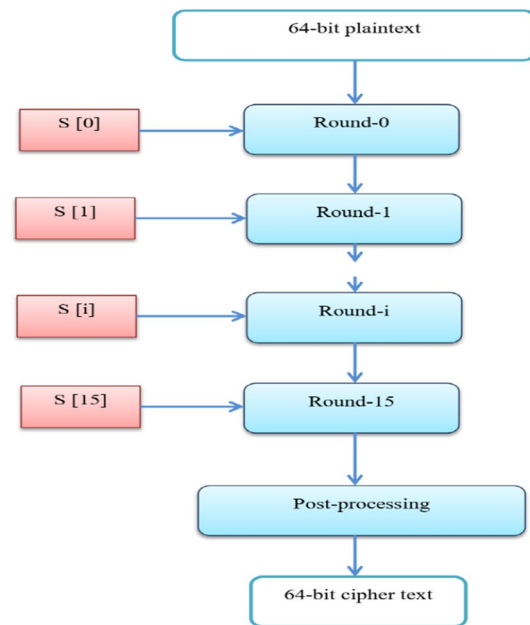 64-bit plaintext
S [0]
Round-0
S [1]
Round-1
S [i]
Round-i
S [15]
Round-15
Post-processing
64-bit cipher text